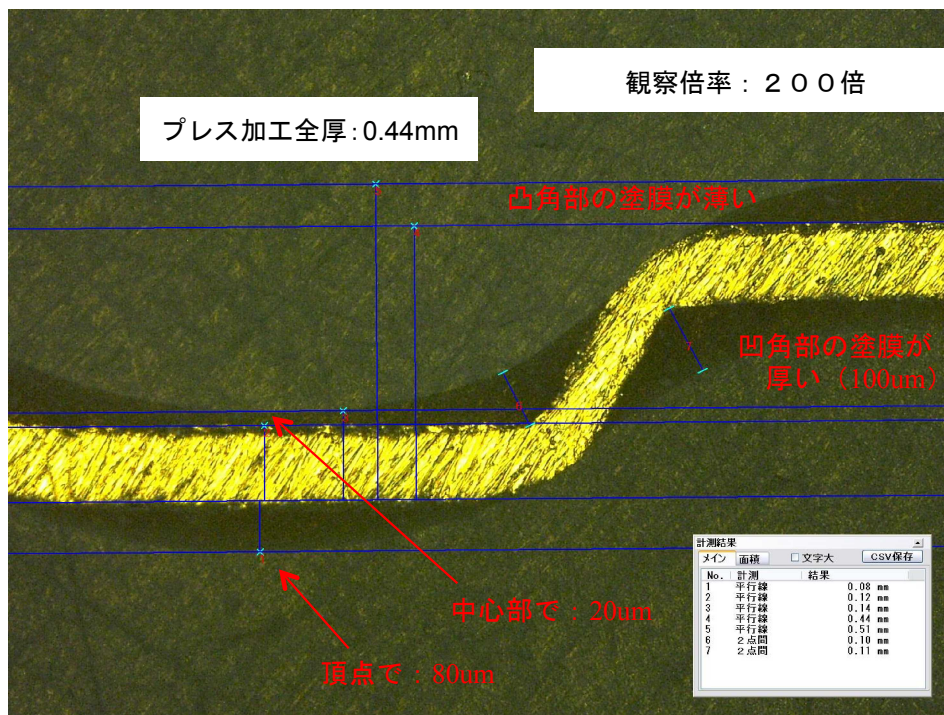 観察倍率：２００倍
プレス加工全厚：0.44mm
凸角部の塗膜が薄い
凹角部の塗膜が
厚い（100um）
中心部で：20um
頂点で：80um
計測結果
メイン 面積 文字大 CSV保存
No. 計測 結果
1 平行線 0.08 mm
2 平行線 0.12 mm
3 平行線 0.14 mm
4 平行線 0.44 mm
5 平行線 0.51 mm
6 ２点間 0.10 mm
7 ２点間 0.11 mm